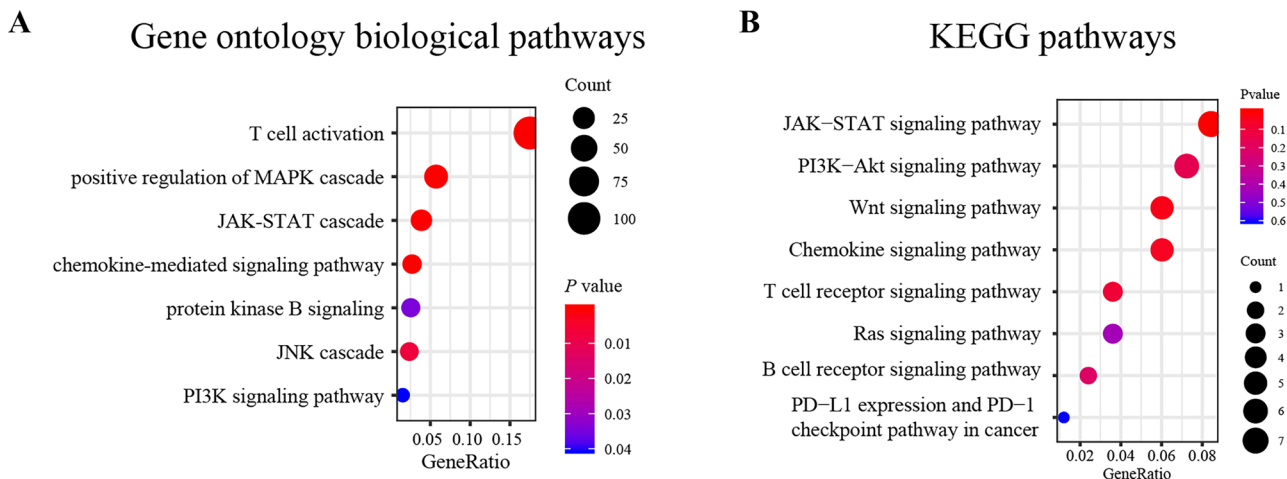 A
Gene ontology biological pathways
T cell activation
positive regulation of MAPK cascade
JAK-STAT cascade
chemokine-mediated signaling pathway
protein kinase B signaling
JNK cascade
PI3K signaling pathway
0.05 0.10 0.15
GeneRatio
Count
25
50
75
100
P value
0.01
0.02
0.03
0.04
B
KEGG pathways
JAK−STAT signaling pathway
PI3K−Akt signaling pathway
Wnt signaling pathway
Chemokine signaling pathway
T cell receptor signaling pathway
Ras signaling pathway
B cell receptor signaling pathway
PD−L1 expression and PD−1
checkpoint pathway in cancer
0.02 0.04 0.06 0.08
GeneRatio
Pvalue
0.1
0.2
0.3
0.4
0.5
0.6
Count
1
2
3
4
5
6
7